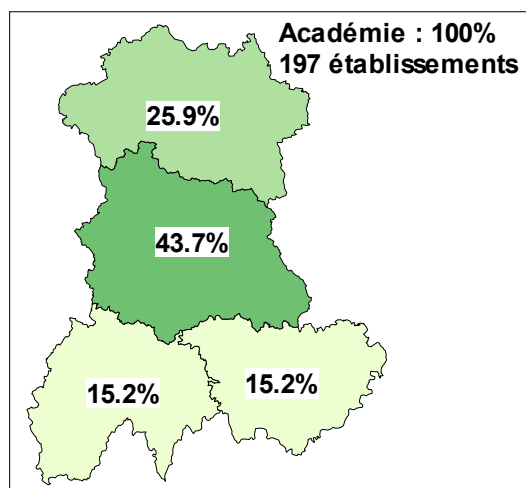 Académie : 100%
197 établissements
25.9%
43.7%
15.2%
15.2%